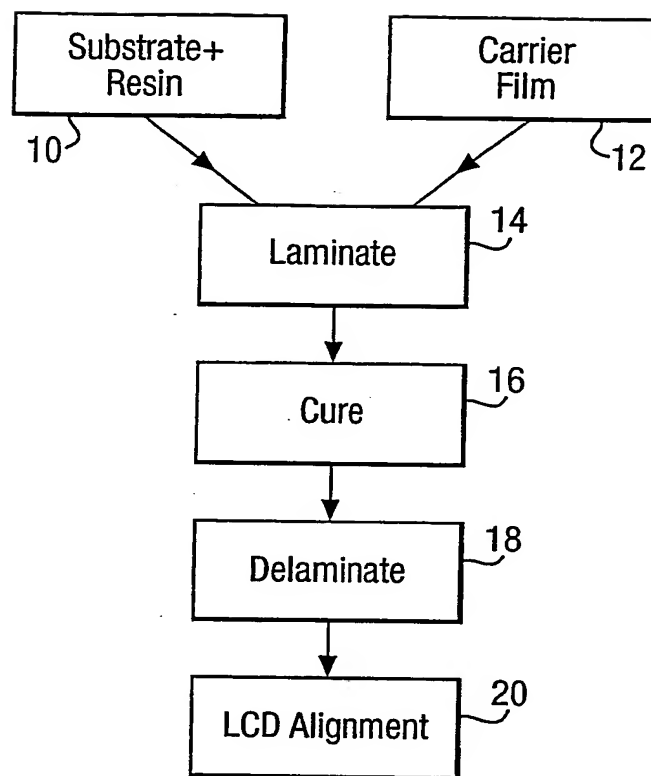 Substrate+
Resin
Carrier
Film
10
12
Laminate
14
Cure
16
Delaminate
18
LCD Alignment
20